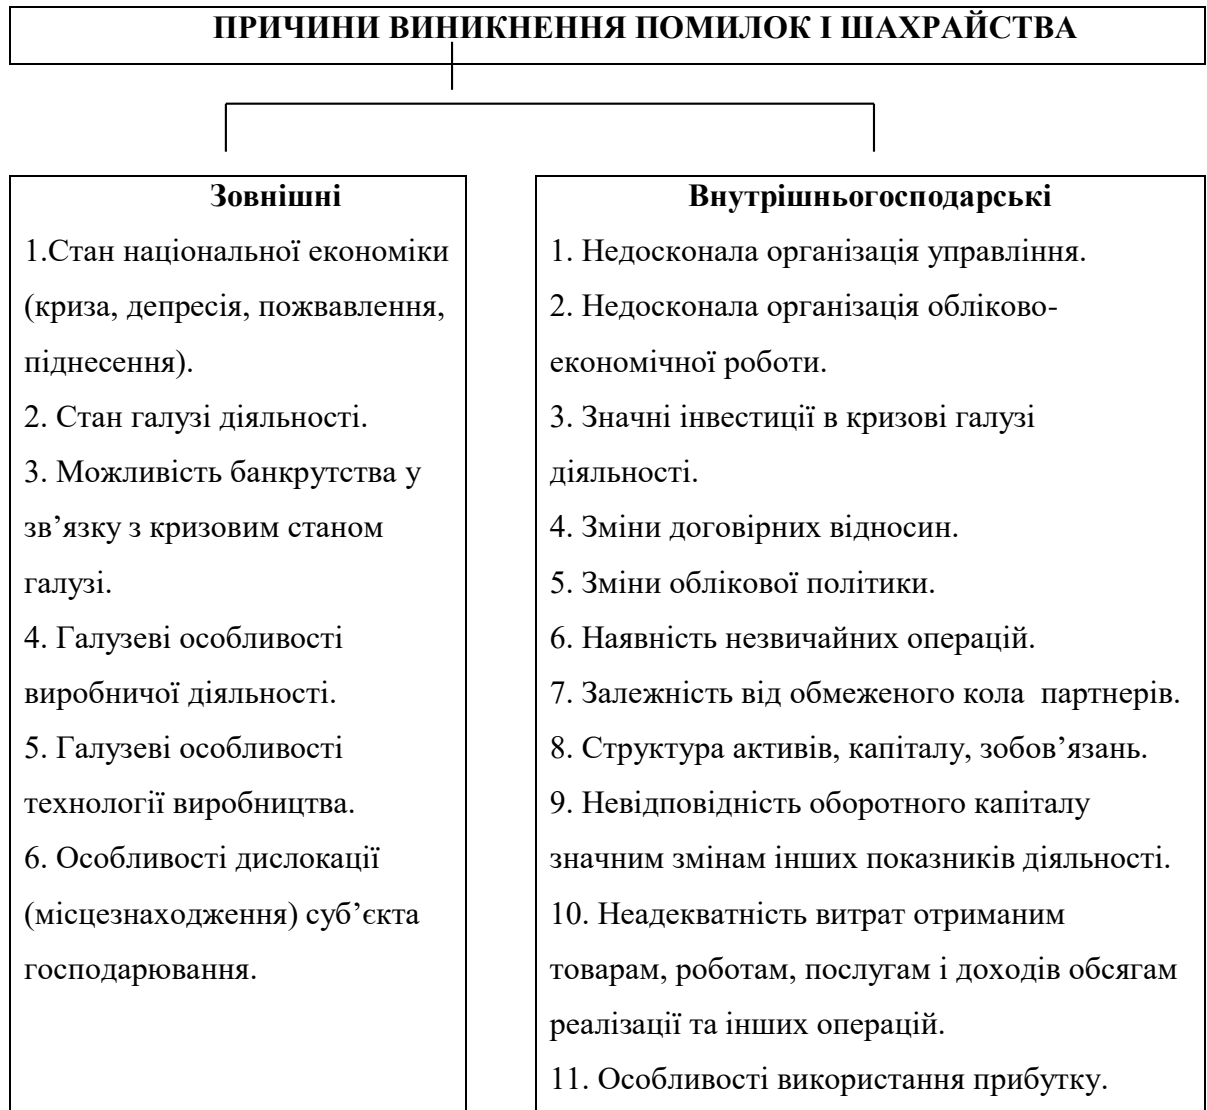 ПРИЧИНИ ВИНИКНЕННЯ ПОМИЛОК І ШАХРАЙСТВА
Зовнішні
1.Стан національної економіки
(криза, депресія, пожвавлення,
піднесення).
2. Стан галузі діяльності.
3. Можливість банкрутства у
зв’язку з кризовим станом
галузі.
4. Галузеві особливості
виробничої діяльності.
5. Галузеві особливості
технології виробництва.
6. Особливості дислокації
(місцезнаходження) суб’єкта
господарювання.
Внутрішньогосподарські
1. Недосконала організація управління.
2. Недосконала організація обліково-
економічної роботи.
3. Значні інвестиції в кризові галузі
діяльності.
4. Зміни договірних відносин.
5. Зміни облікової політики.
6. Наявність незвичайних операцій.
7. Залежність від обмеженого кола  партнерів.
8. Структура активів, капіталу, зобов’язань.
9. Невідповідність оборотного капіталу
значним змінам інших показників діяльності.
10. Неадекватність витрат отриманим
товарам, роботам, послугам і доходів обсягам
реалізації та інших операцій.
11. Особливості використання прибутку.